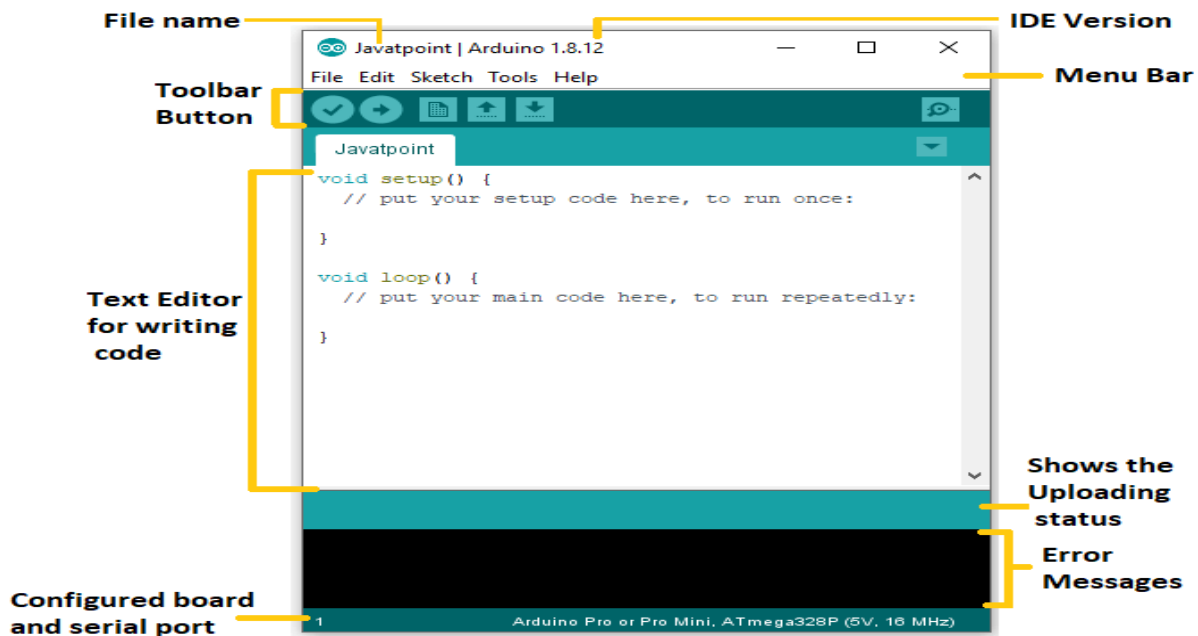 File name
IDE Version
Javatpoint | Arduino 1.8.12
File Edit Sketch Tools Help
Menu Bar
Toolbar
Button
Javatpoint
void setup() {
// put your setup code here, to run once:
}
void loop() {
// put your main code here, to run repeatedly:
}
Text Editor
for writing
code
Shows the
Uploading
status
Error
Messages
Configured board
and serial port
1
Arduino Pro or Pro Mini, ATmega328P (5V, 16 MHz)